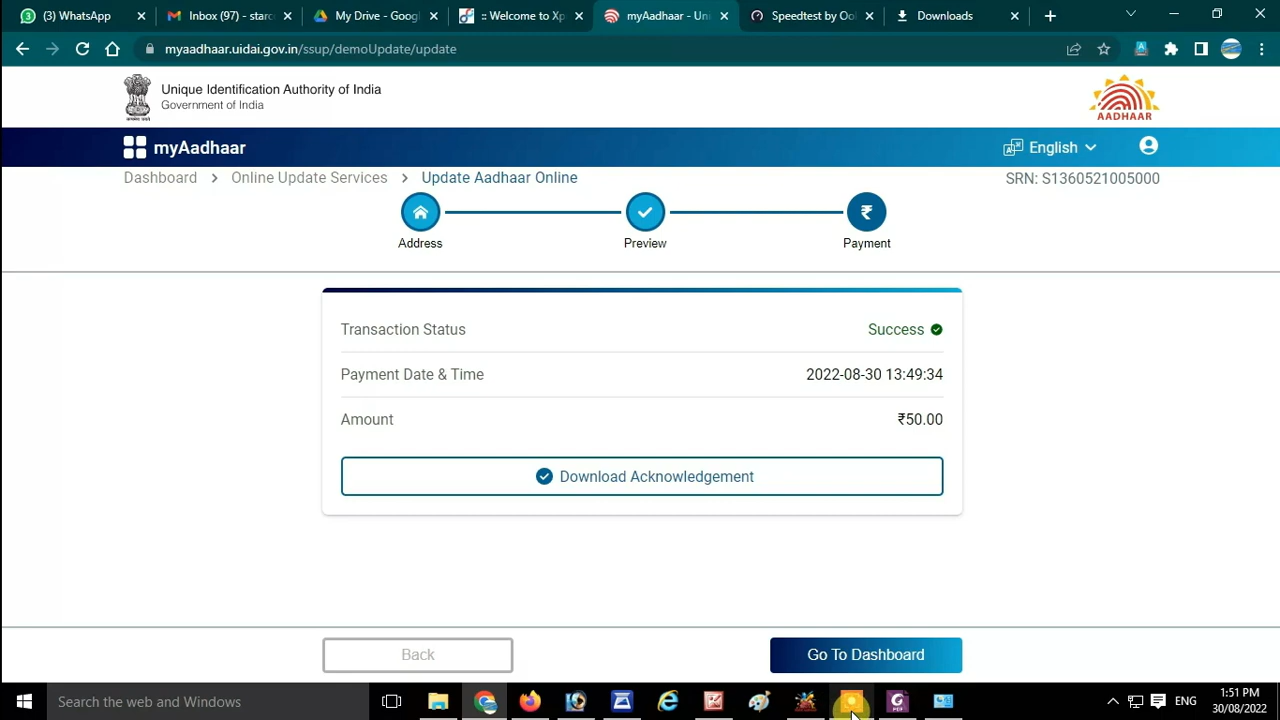 (3) WhatsApp
Inbox (97) - starc
My Drive - Googl
:: Welcome to Xp
myAadhaar - Uni
Speedtest by Ool
Downloads
myaadhaar.uidai.gov.in/ssup/demoUpdate/update
Unique Identification Authority of India
Government of India
AADHAAR
myAadhaar
English
Dashboard > Online Update Services > Update Aadhaar Online
SRN: S1360521005000
Address
Preview
₹
Payment
Transaction Status
Success
Payment Date & Time
2022-08-30 13:49:34
Amount
₹50.00
Download Acknowledgement
Back
Go To Dashboard
Search the web and Windows
ENG
1:51 PM
30/08/2022